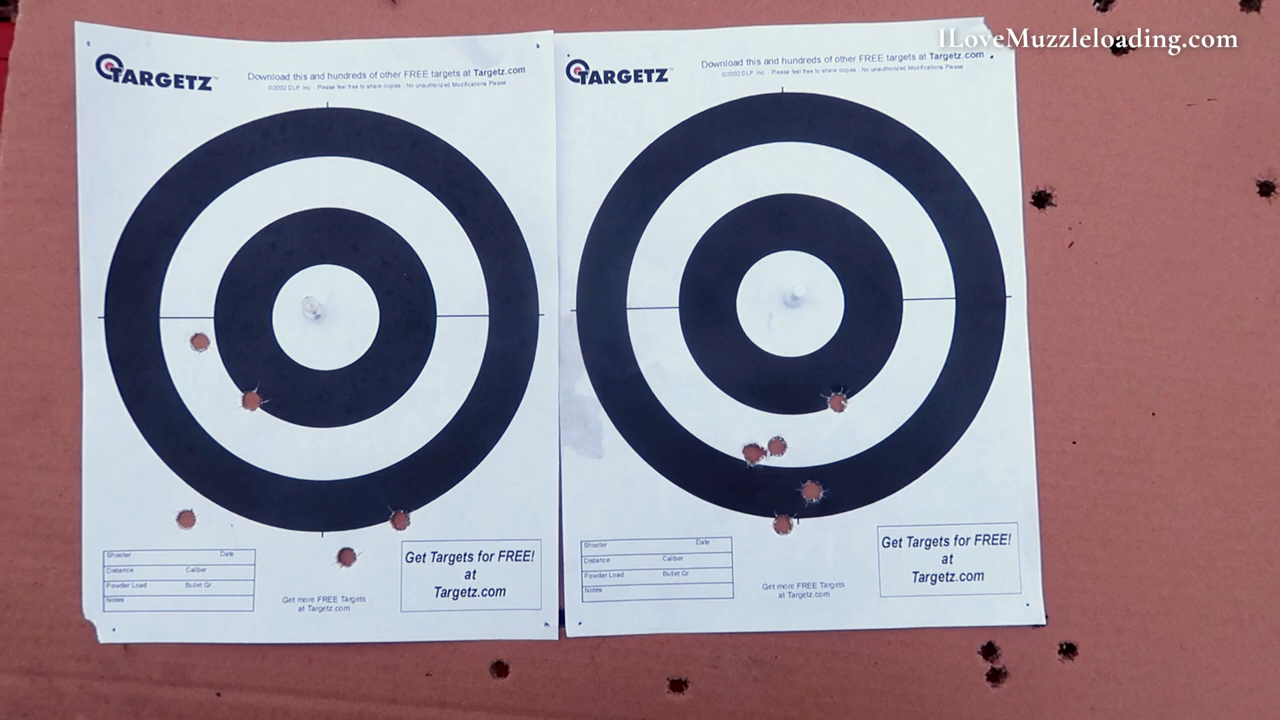 ILoveMuzzleloading.com
TARGETZ™
Download this and hundreds of other FREE targets at Targetz.com
©2002 DLP, Inc. - Please feel free to share copies - No unauthorized Modifications Please
Shooter Date
Distance Caliber
Powder Load Bullet Gr.
Notes
Get more FREE Targets
at Targetz.com
Get Targets for FREE!
at
Targetz.com
TARGETZ™
Download this and hundreds of other FREE targets at Targetz.com
©2002 DLP, Inc. - Please feel free to share copies - No unauthorized Modifications Please
Shooter Date
Distance Caliber
Powder Load Bullet Gr.
Notes
Get more FREE Targets
at Targetz.com
Get Targets for FREE!
at
Targetz.com